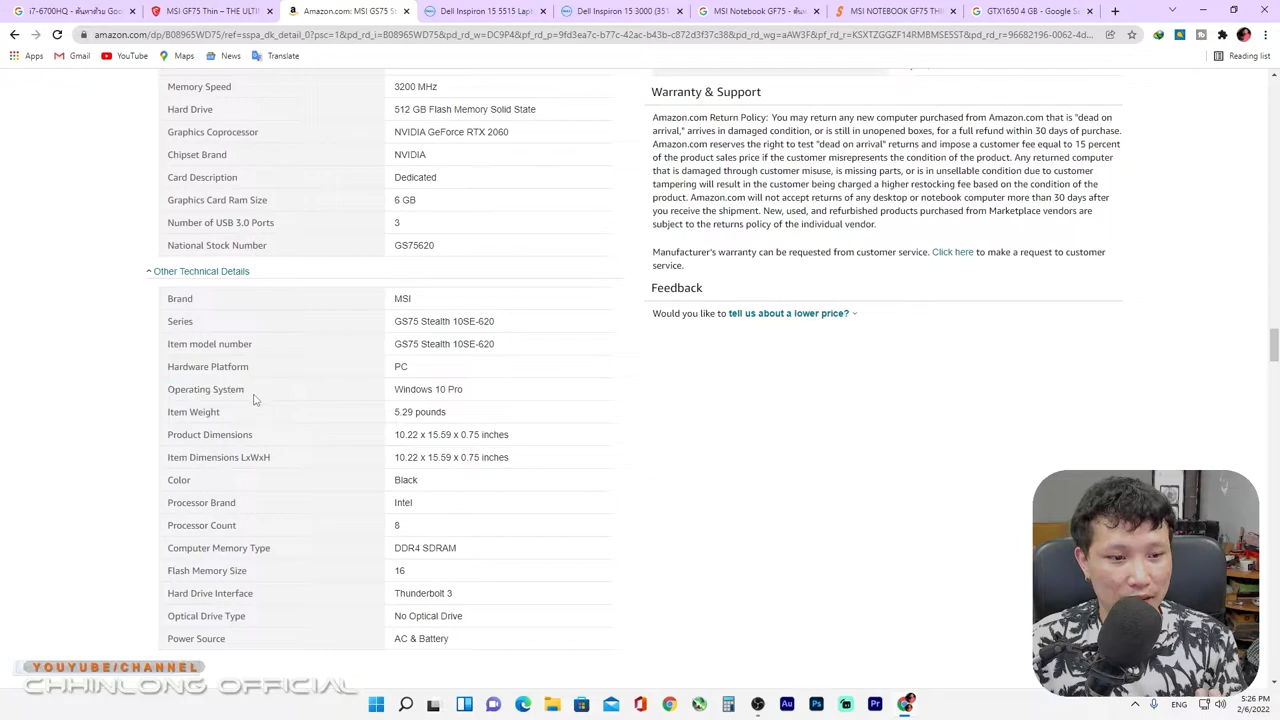 i7-6700HQ - ค้นหาด้วย Goo
MSI GF75 Thin – THE ULTI
Amazon.com: MSI GS75 St
Dell Inspiron 15 5515 Lapt
Dell Inspiron 15 3000 (351
MSI Notebook GF75 - ค้นห
MSI NOTEBOOK GF75 THIN
GTX1650 4 GB - Google Se
amazon.com/dp/B08965WD75/ref=sspa_dk_detail_0?psc=1&pd_rd_i=B08965WD75&pd_rd_w=DC9P4&pf_rd_p=9fd3ea7c-b77c-42ac-b43b-c872d3f37c38&pd_rd_wg=AW3F&pf_rd_r=KSXTZGGZF14RMBMSESST&pd_rd_r=96682196-0062-4d...
Apps
Gmail
YouTube
Maps
News
Translate
Reading list
Memory Speed 3200 MHz
Hard Drive 512 GB Flash Memory Solid State
Graphics Coprocessor NVIDIA GeForce RTX 2060
Chipset Brand NVIDIA
Card Description Dedicated
Graphics Card Ram Size 6 GB
Number of USB 3.0 Ports 3
National Stock Number GS75620
Other Technical Details
Brand MSI
Series GS75 Stealth 10SE-620
Item model number GS75 Stealth 10SE-620
Hardware Platform PC
Operating System Windows 10 Pro
Item Weight 5.29 pounds
Product Dimensions 10.22 x 15.59 x 0.75 inches
Item Dimensions LxWxH 10.22 x 15.59 x 0.75 inches
Color Black
Processor Brand Intel
Processor Count 8
Computer Memory Type DDR4 SDRAM
Flash Memory Size 16
Hard Drive Interface Thunderbolt 3
Optical Drive Type No Optical Drive
Power Source AC & Battery
Warranty & Support
Amazon.com Return Policy: You may return any new computer purchased from Amazon.com that is "dead on
arrival," arrives in damaged condition, or is still in unopened boxes, for a full refund within 30 days of purchase.
Amazon.com reserves the right to test "dead on arrival" returns and impose a customer fee equal to 15 percent
of the product sales price if the customer misrepresents the condition of the product. Any returned computer
that is damaged through customer misuse, is missing parts, or is in unsellable condition due to customer
tampering will result in the customer being charged a higher restocking fee based on the condition of the
product. Amazon.com will not accept returns of any desktop or notebook computer more than 30 days after
you receive the shipment. New, used, and refurbished products purchased from Marketplace vendors are
subject to the returns policy of the individual vendor.
Manufacturer's warranty can be requested from customer service. Click here to make a request to customer
service.
Feedback
Would you like to tell us about a lower price?
YOUYUBE/CHANNEL
CHHINLONG OFFICIAL
ENG
5:26 PM
2/6/2022